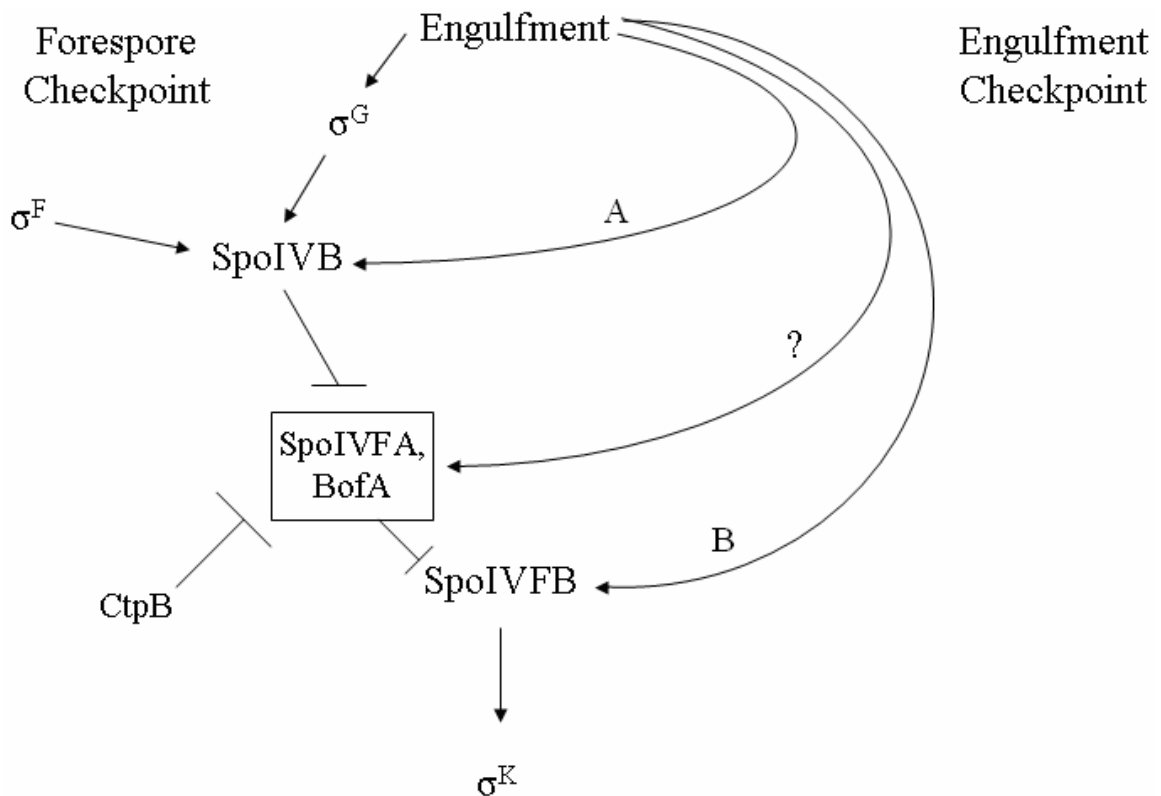 Forespore
Checkpoint
Engulfment
Engulfment
Checkpoint
σG
σF
A
SpoIVB
?
SpoIVFA,
BofA
B
SpoIVFB
CtpB
σK